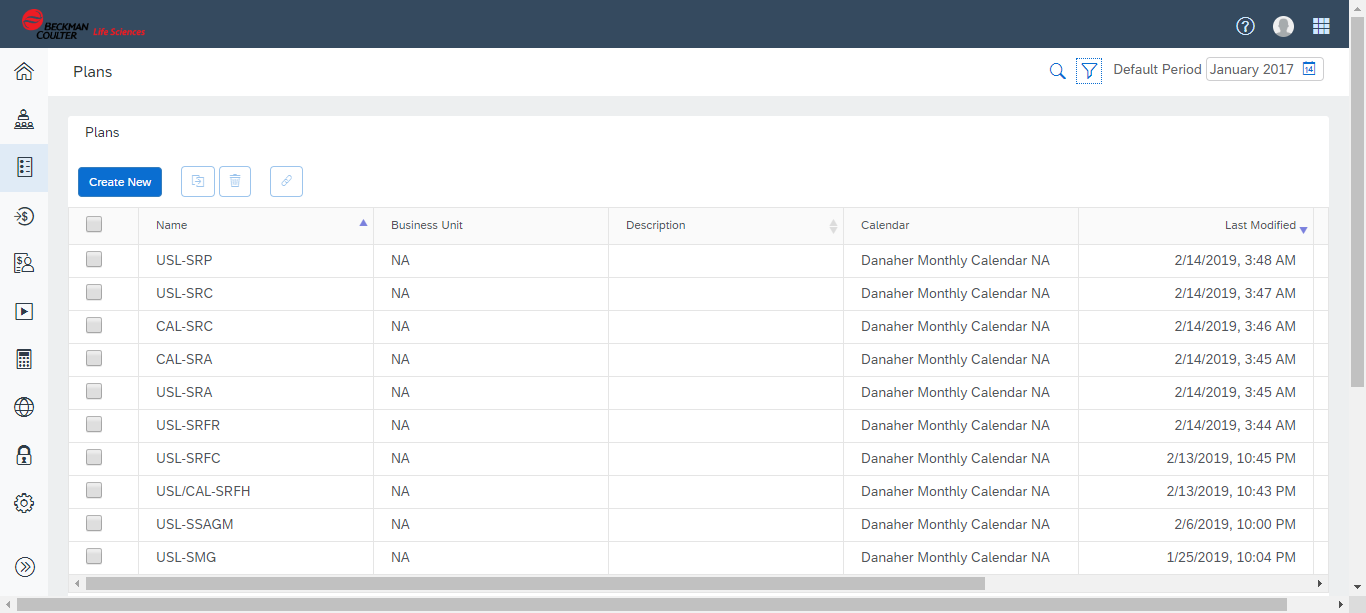 BECKMAN
COULTER Life Sciences
?
Plans
Default Period January 2017 14
Plans
Create New
Name Business Unit Description Calendar Last Modified
USL-SRP NA Danaher Monthly Calendar NA 2/14/2019, 3:48 AM
USL-SRC NA Danaher Monthly Calendar NA 2/14/2019, 3:47 AM
CAL-SRC NA Danaher Monthly Calendar NA 2/14/2019, 3:46 AM
CAL-SRA NA Danaher Monthly Calendar NA 2/14/2019, 3:45 AM
USL-SRA NA Danaher Monthly Calendar NA 2/14/2019, 3:45 AM
USL-SRFR NA Danaher Monthly Calendar NA 2/14/2019, 3:44 AM
USL-SRFC NA Danaher Monthly Calendar NA 2/13/2019, 10:45 PM
USL/CAL-SRFH NA Danaher Monthly Calendar NA 2/13/2019, 10:43 PM
USL-SSAGM NA Danaher Monthly Calendar NA 2/6/2019, 10:00 PM
USL-SMG NA Danaher Monthly Calendar NA 1/25/2019, 10:04 PM